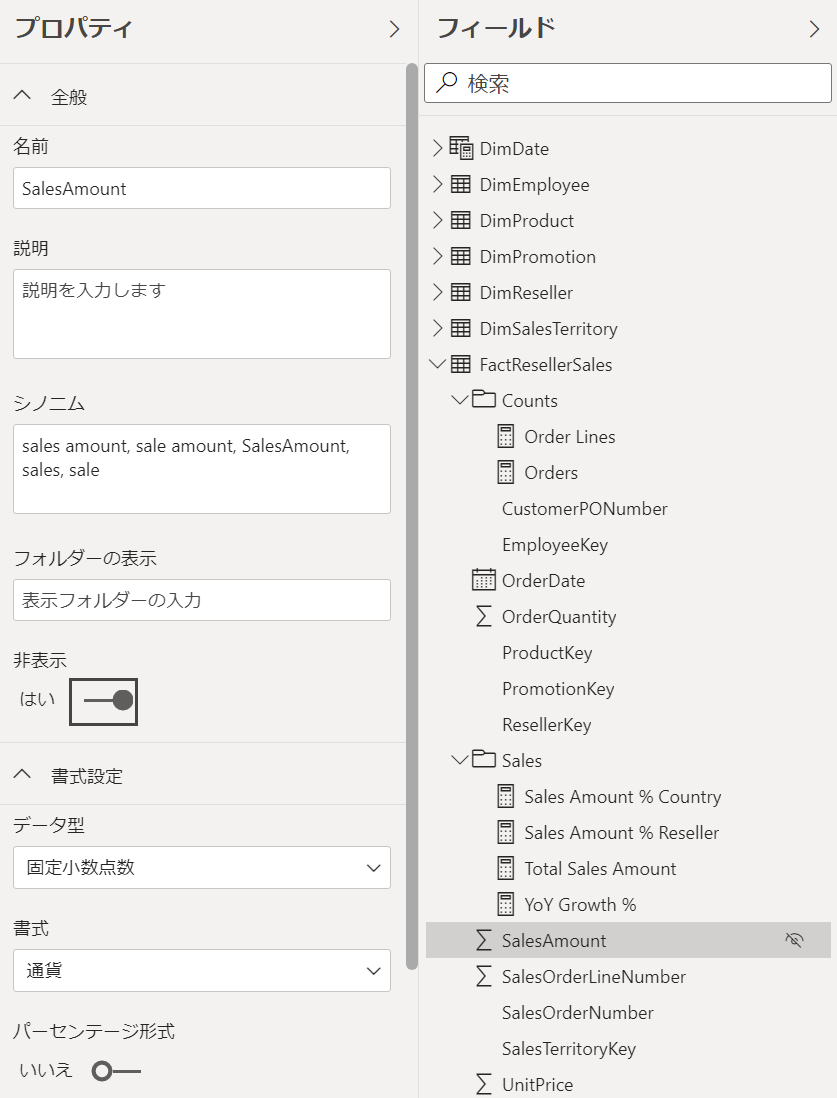 プロパティ
全般
名前
SalesAmount
説明
説明を入力します
シノニム
sales amount, sale amount, SalesAmount,
sales, sale
フォルダーの表示
表示フォルダーの入力
非表示
はい
書式設定
データ型
固定小数点数
書式
通貨
パーセンテージ形式
いいえ
フィールド
検索
DimDate
DimEmployee
DimProduct
DimPromotion
DimReseller
DimSalesTerritory
FactResellerSales
Counts
Order Lines
Orders
CustomerPONumber
EmployeeKey
OrderDate
OrderQuantity
ProductKey
PromotionKey
ResellerKey
Sales
Sales Amount % Country
Sales Amount % Reseller
Total Sales Amount
YoY Growth %
SalesAmount
SalesOrderLineNumber
SalesOrderNumber
SalesTerritoryKey
UnitPrice